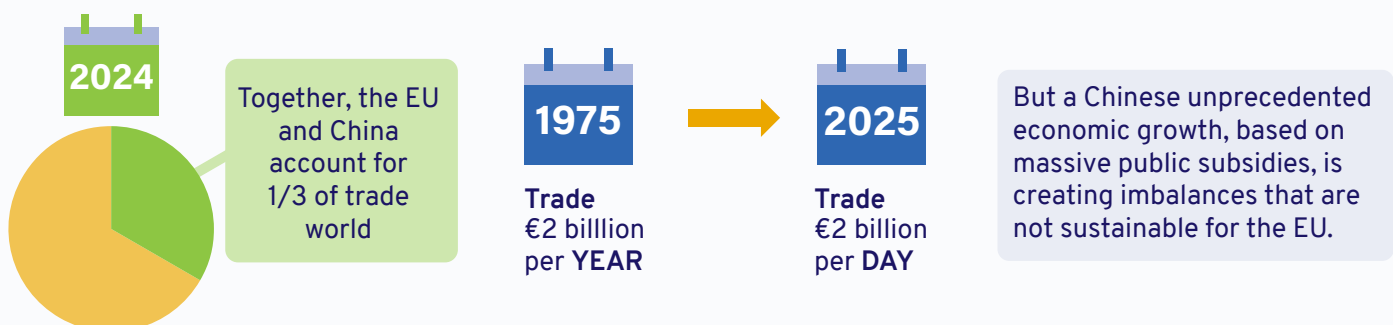 2024
Together, the EU
and China
account for
1/3 of trade
world
1975
Trade
€2 billlion
per YEAR
2025
Trade
€2 billion
per DAY
But a Chinese unprecedented
economic growth, based on
massive public subsidies, is
creating imbalances that are
not sustainable for the EU.